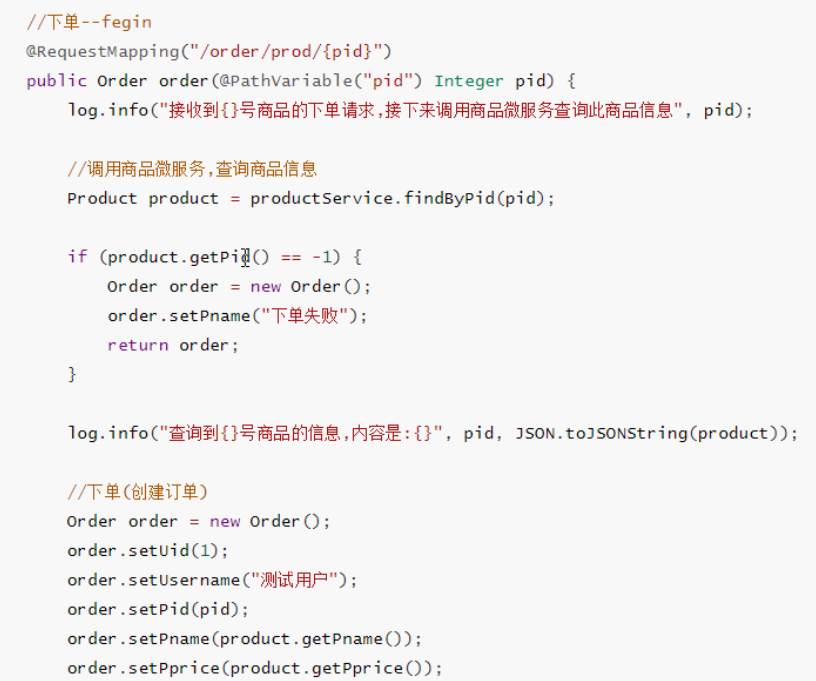 //下单--fegin
@RequestMapping("/order/prod/{pid}")
public Order order(@PathVariable("pid") Integer pid) {
log.info("接收到{}号商品的下单请求,接下来调用商品微服务查询此商品信息", pid);
//调用商品微服务,查询商品信息
Product product = productService.findByPid(pid);
if (product.getPid() == -1) {
Order order = new Order();
order.setPname("下单失败");
return order;
}
log.info("查询到{}号商品的信息,内容是:{}", pid, JSON.toJSONString(product));
//下单(创建订单)
Order order = new Order();
order.setUid(1);
order.setUsername("测试用户");
order.setPid(pid);
order.setPname(product.getPname());
order.setPprice(product.getPprice());